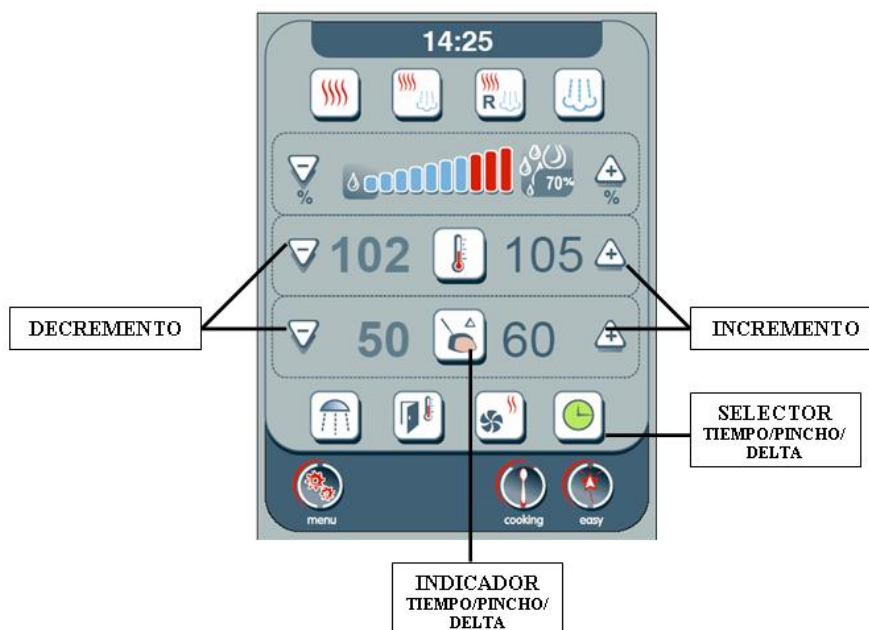 14:25
R
70%
% %
102 105
DECREMENTO
INCREMENTO
50 60
SELECTOR
TIEMPO/PINCHO/
DELTA
menu cooking easy
INDICADOR
TIEMPO/PINCHO/
DELTA